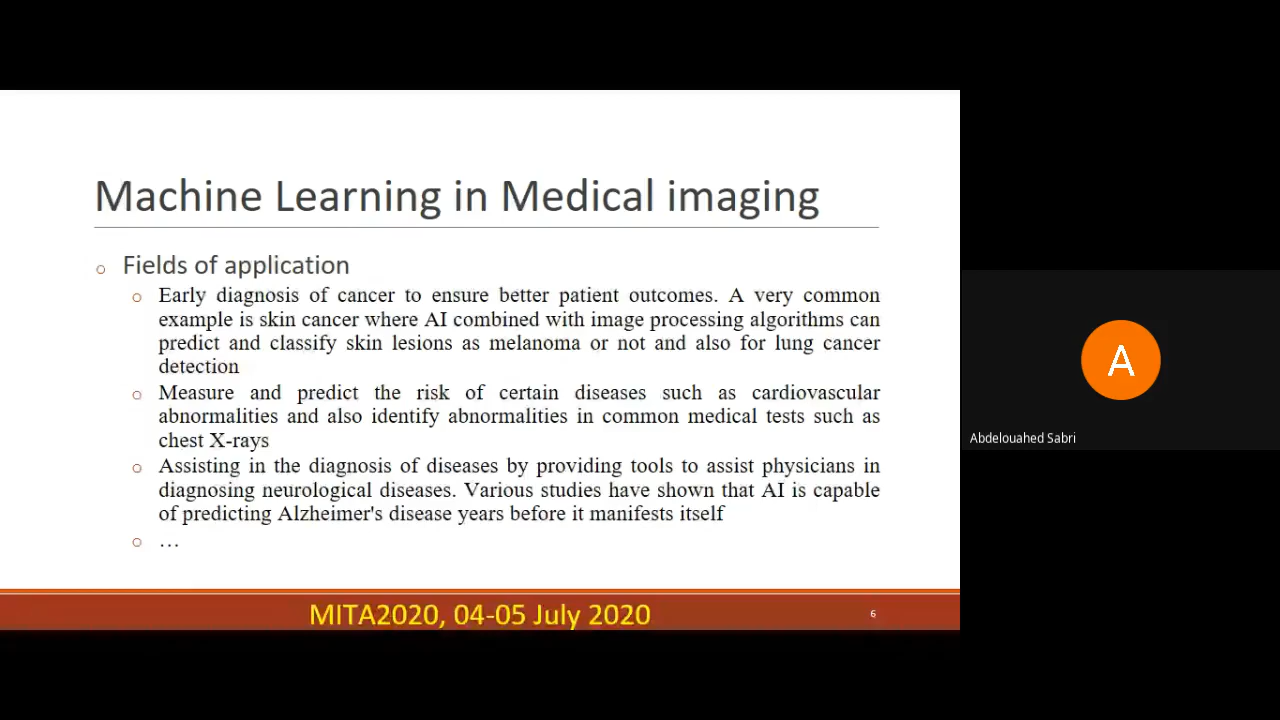 Machine Learning in Medical imaging
o Fields of application
o Early diagnosis of cancer to ensure better patient outcomes. A very common
example is skin cancer where AI combined with image processing algorithms can
predict and classify skin lesions as melanoma or not and also for lung cancer
detection
o Measure and predict the risk of certain diseases such as cardiovascular
abnormalities and also identify abnormalities in common medical tests such as
chest X-rays
o Assisting in the diagnosis of diseases by providing tools to assist physicians in
diagnosing neurological diseases. Various studies have shown that AI is capable
of predicting Alzheimer's disease years before it manifests itself
o …
MITA2020, 04-05 July 2020
6
A
Abdelouahed Sabri